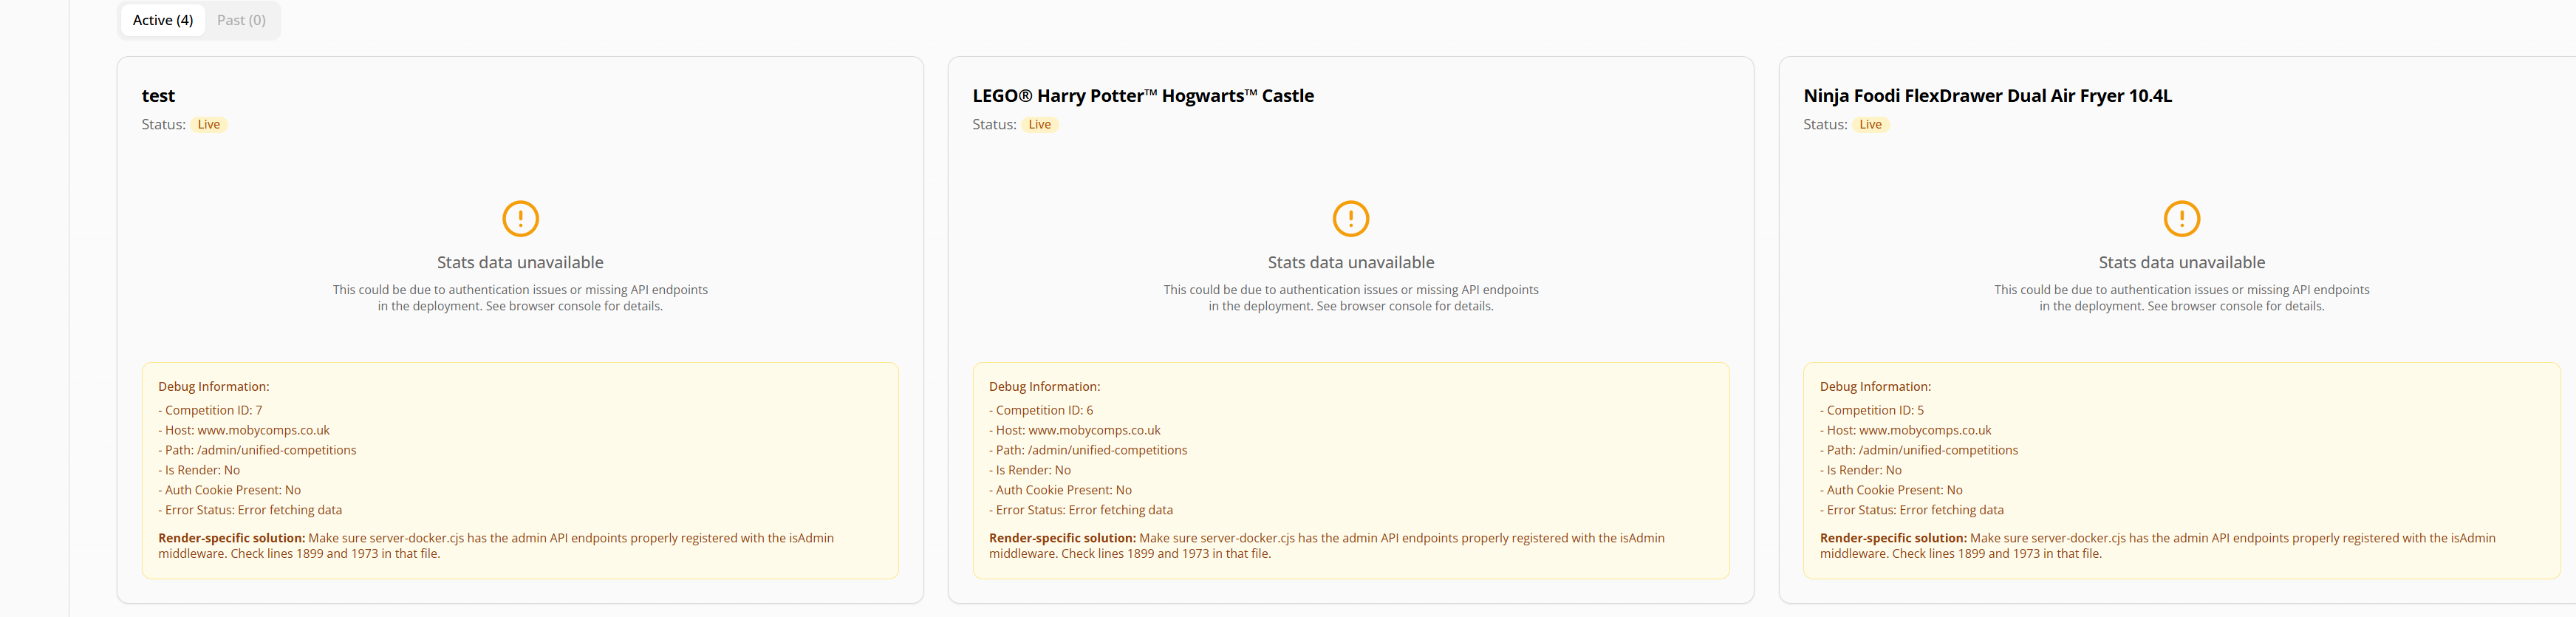 Active (4) Past (0)
test
Status: Live
Stats data unavailable
This could be due to authentication issues or missing API endpoints
in the deployment. See browser console for details.
Debug Information:
- Competition ID: 7
- Host: www.mobycomps.co.uk
- Path: /admin/unified-competitions
- Is Render: No
- Auth Cookie Present: No
- Error Status: Error fetching data
Render-specific solution: Make sure server-docker.cjs has the admin API endpoints properly registered with the isAdmin
middleware. Check lines 1899 and 1973 in that file.
LEGO® Harry Potter™ Hogwarts™ Castle
Status: Live
Stats data unavailable
This could be due to authentication issues or missing API endpoints
in the deployment. See browser console for details.
Debug Information:
- Competition ID: 6
- Host: www.mobycomps.co.uk
- Path: /admin/unified-competitions
- Is Render: No
- Auth Cookie Present: No
- Error Status: Error fetching data
Render-specific solution: Make sure server-docker.cjs has the admin API endpoints properly registered with the isAdmin
middleware. Check lines 1899 and 1973 in that file.
Ninja Foodi FlexDrawer Dual Air Fryer 10.4L
Status: Live
Stats data unavailable
This could be due to authentication issues or missing API endpoints
in the deployment. See browser console for details.
Debug Information:
- Competition ID: 5
- Host: www.mobycomps.co.uk
- Path: /admin/unified-competitions
- Is Render: No
- Auth Cookie Present: No
- Error Status: Error fetching data
Render-specific solution: Make sure server-docker.cjs has the admin API endpoints properly registered with the isAdmin
middleware. Check lines 1899 and 1973 in that file.